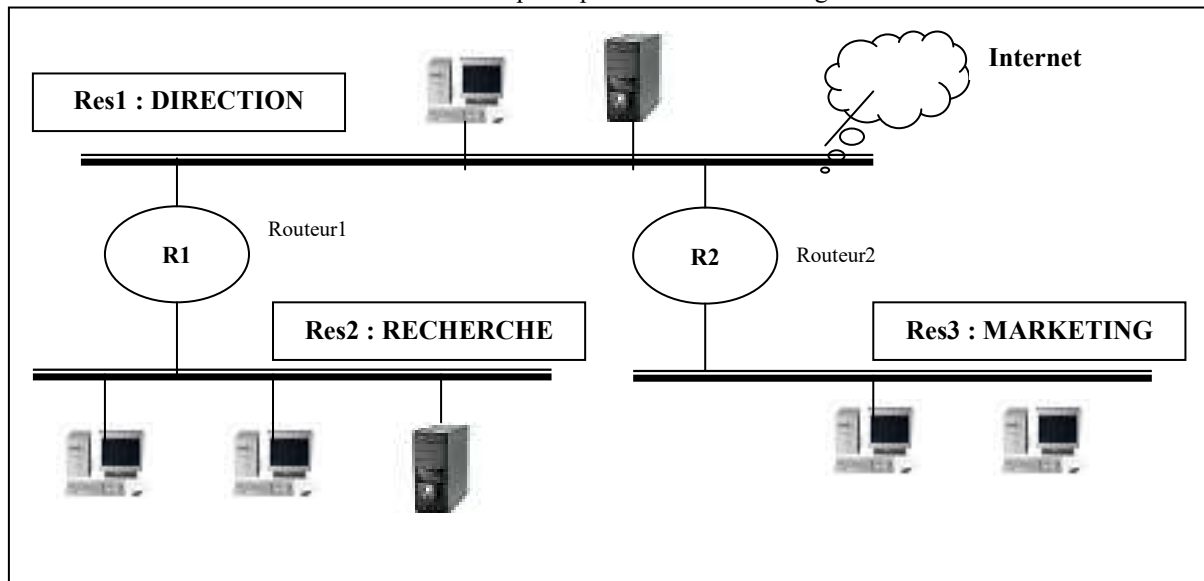 Internet
Res1 : DIRECTION
Routeur1
R1
R2
Routeur2
Res2 : RECHERCHE
Res3 : MARKETING